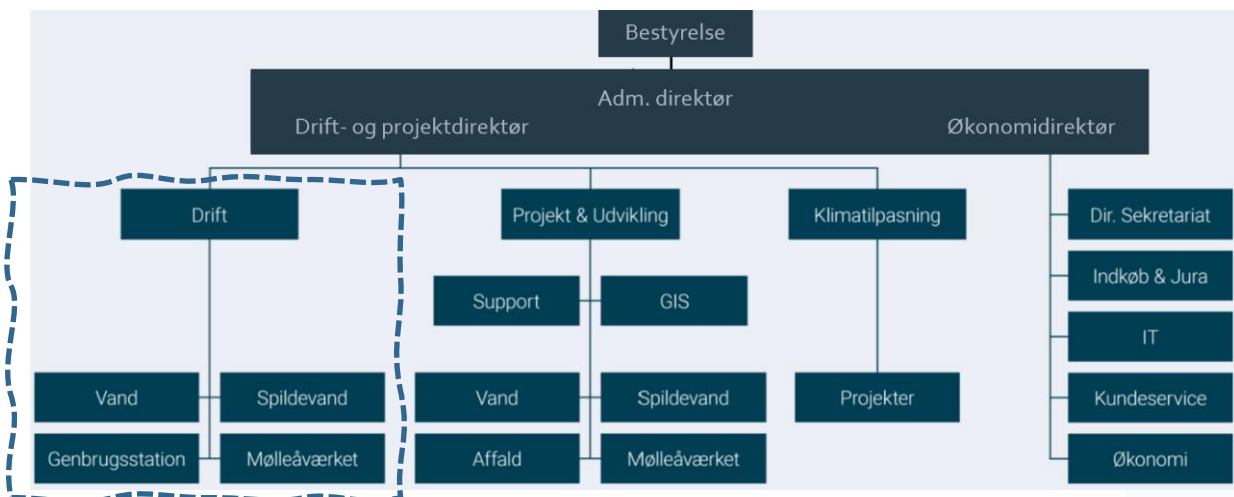 Bestyrelse
Adm. direktør
Drift- og projektdirektør
Økonomidirektør
Drift
Projekt & Udvikling
Klimatilpasning
Dir. Sekretariat
Support
GIS
Indkøb & Jura
IT
Vand
Spildevand
Vand
Spildevand
Projekter
Kundeservice
Genbrugsstation
Mølleåværket
Affald
Mølleåværket
Økonomi